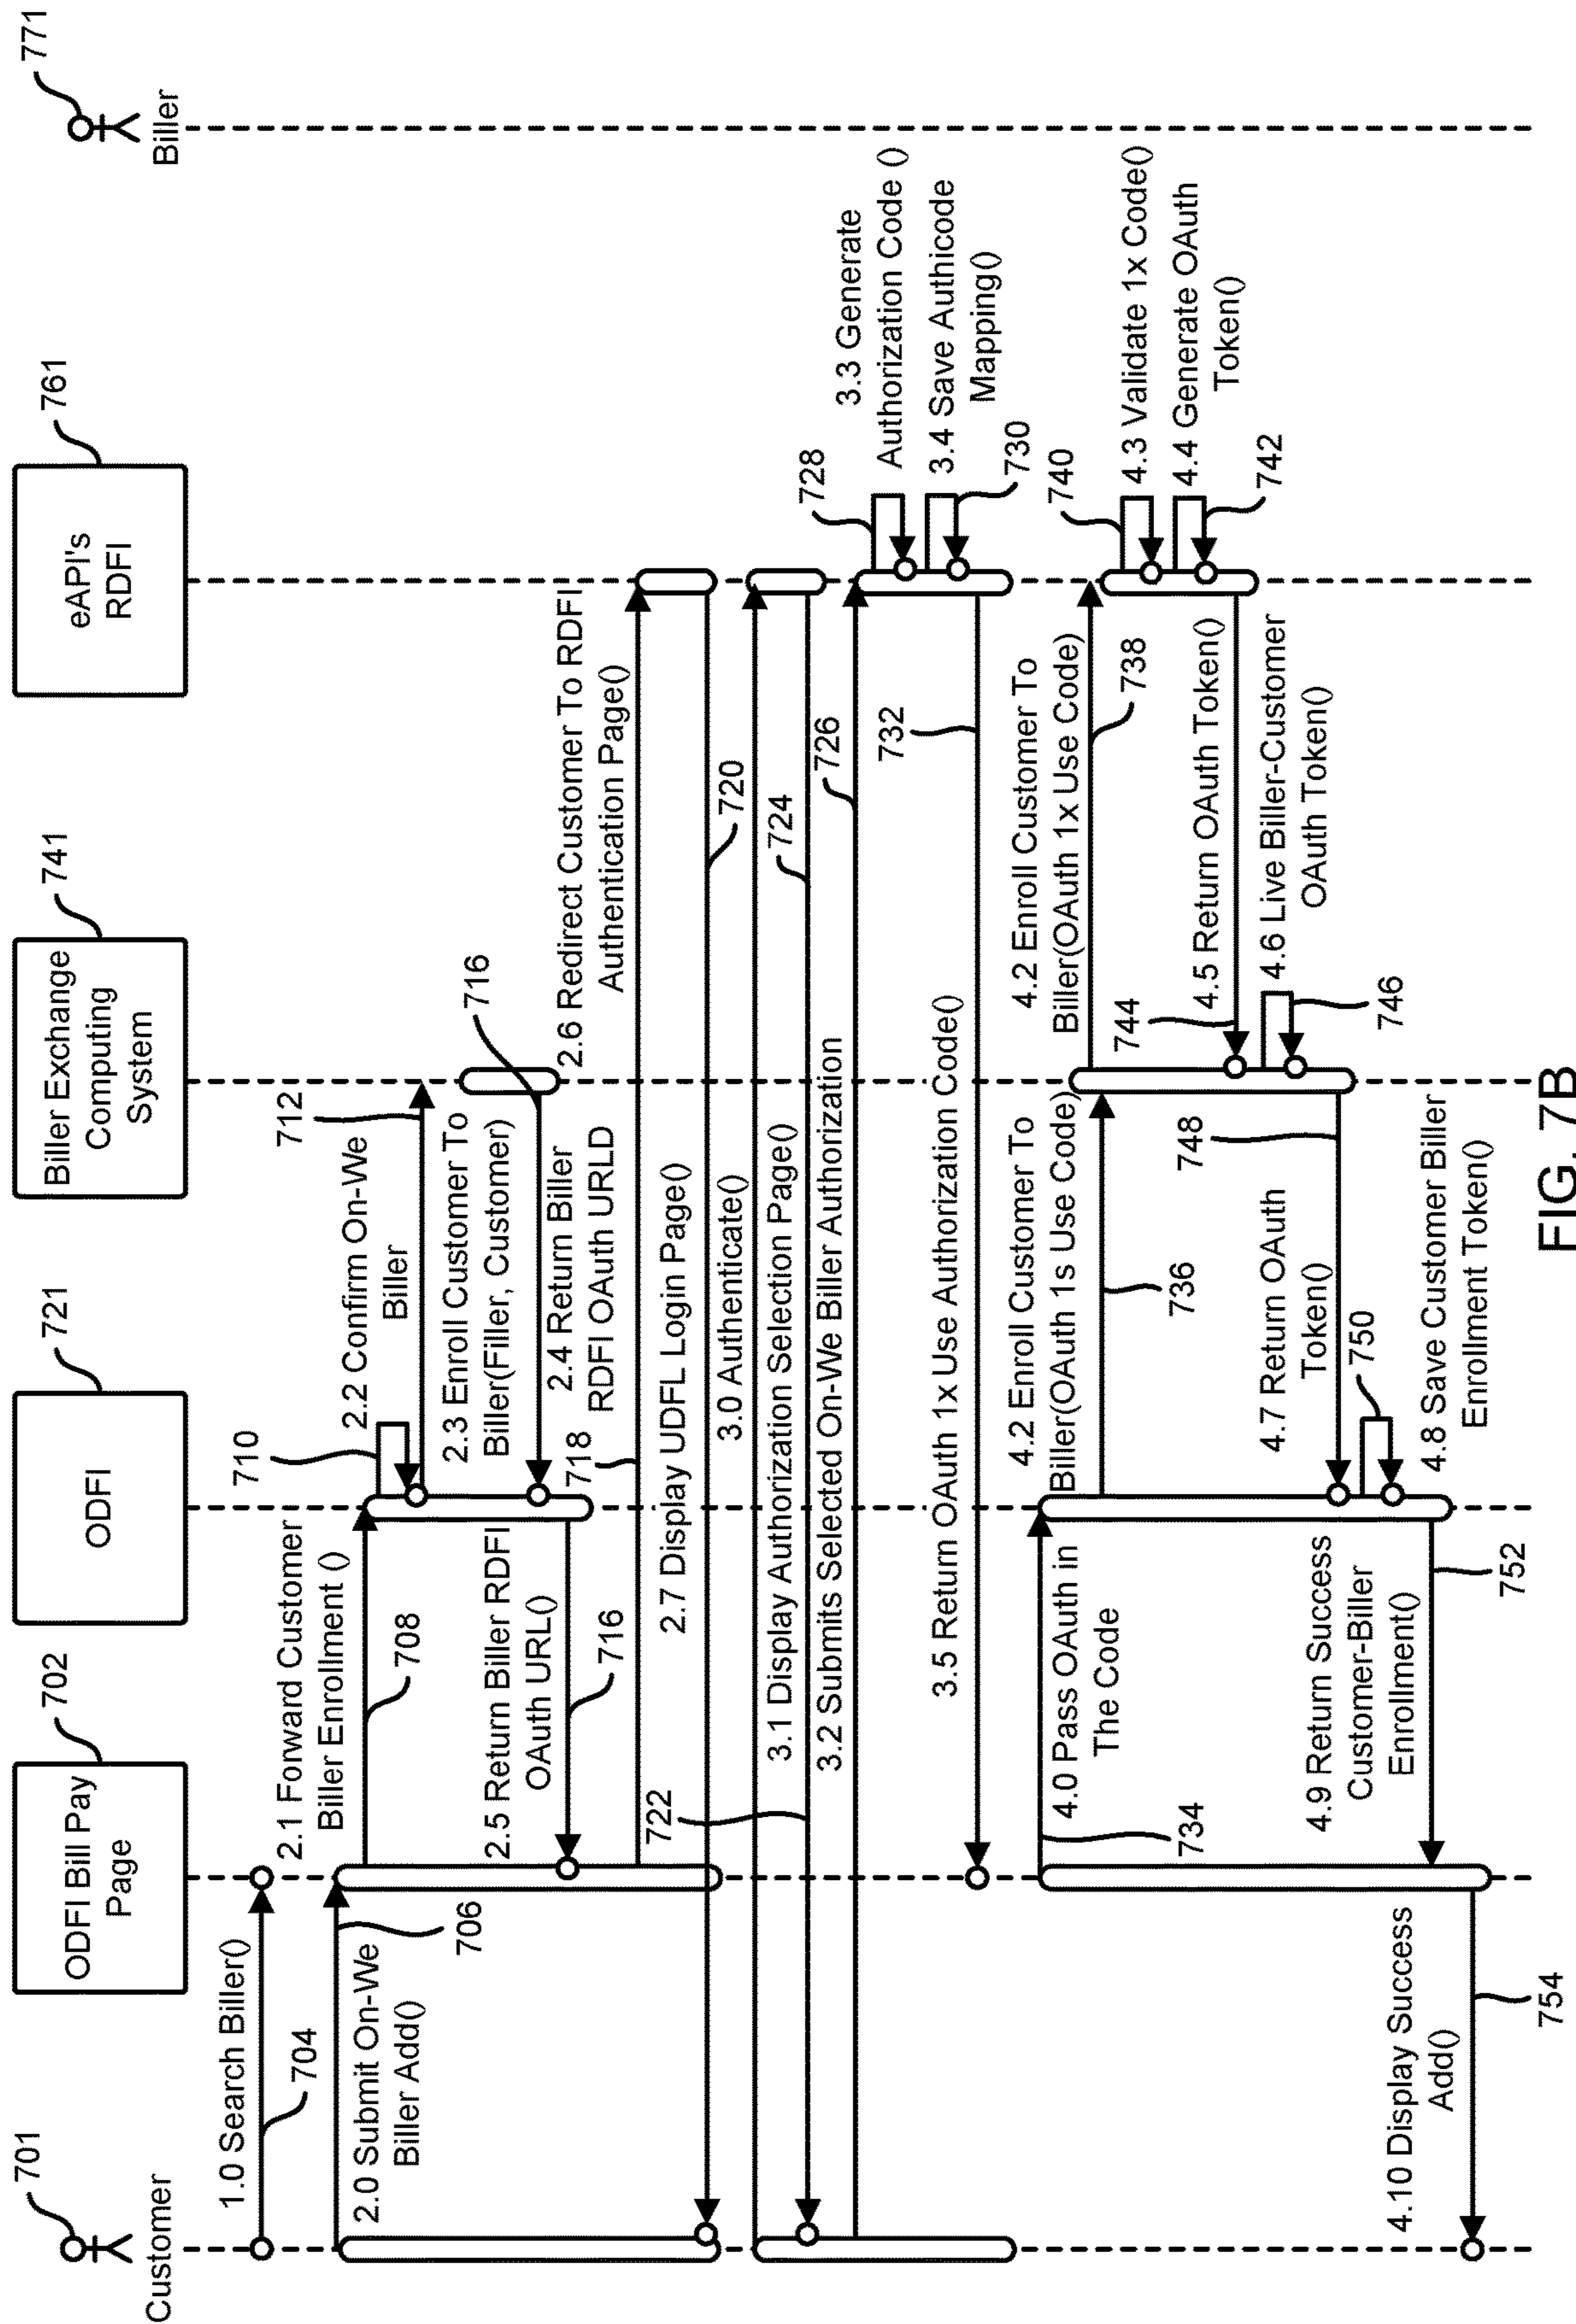 701
Customer
702
ODFI Bill Pay
Page
721
ODFI
741
Biller Exchange
Computing
System
761
eAPI's
RDFI
771
Biller
1.0 Search Biller()
704
2.0 Submit On-We
Biller Add()
706
2.1 Forward Customer
Biller Enrollment ()
708
710
2.2 Confirm On-We
Biller
712
2.3 Enroll Customer To
Biller(Filler, Customer)
716
2.4 Return Biller
RDFI OAuth URLD
2.5 Return Biller RDFI
OAuth URL()
716
718
2.6 Redirect Customer To RDFI
Authentication Page()
2.7 Display UDFL Login Page()
720
722
3.0 Authenticate()
3.1 Display Authorization Selection Page()
724
3.2 Submits Selected On-We Biller Authorization
726
728
3.3 Generate
Authorization Code ()
3.4 Save Authicode
Mapping()
730
732
3.5 Return OAuth 1x Use Authorization Code()
4.0 Pass OAuth in
The Code
734
4.2 Enroll Customer To
Biller(OAuth 1s Use Code)
736
4.2 Enroll Customer To
Biller(OAuth 1x Use Code)
738
740
4.3 Validate 1x Code()
4.4 Generate OAuth
Token()
742
744
4.5 Return OAuth Token()
4.6 Live Biller-Customer
OAuth Token()
746
748
4.7 Return OAuth
Token()
750
4.8 Save Customer Biller
Enrollment Token()
4.9 Return Success
Customer-Biller
Enrollment()
752
4.10 Display Success
Add()
754
FIG. 7B